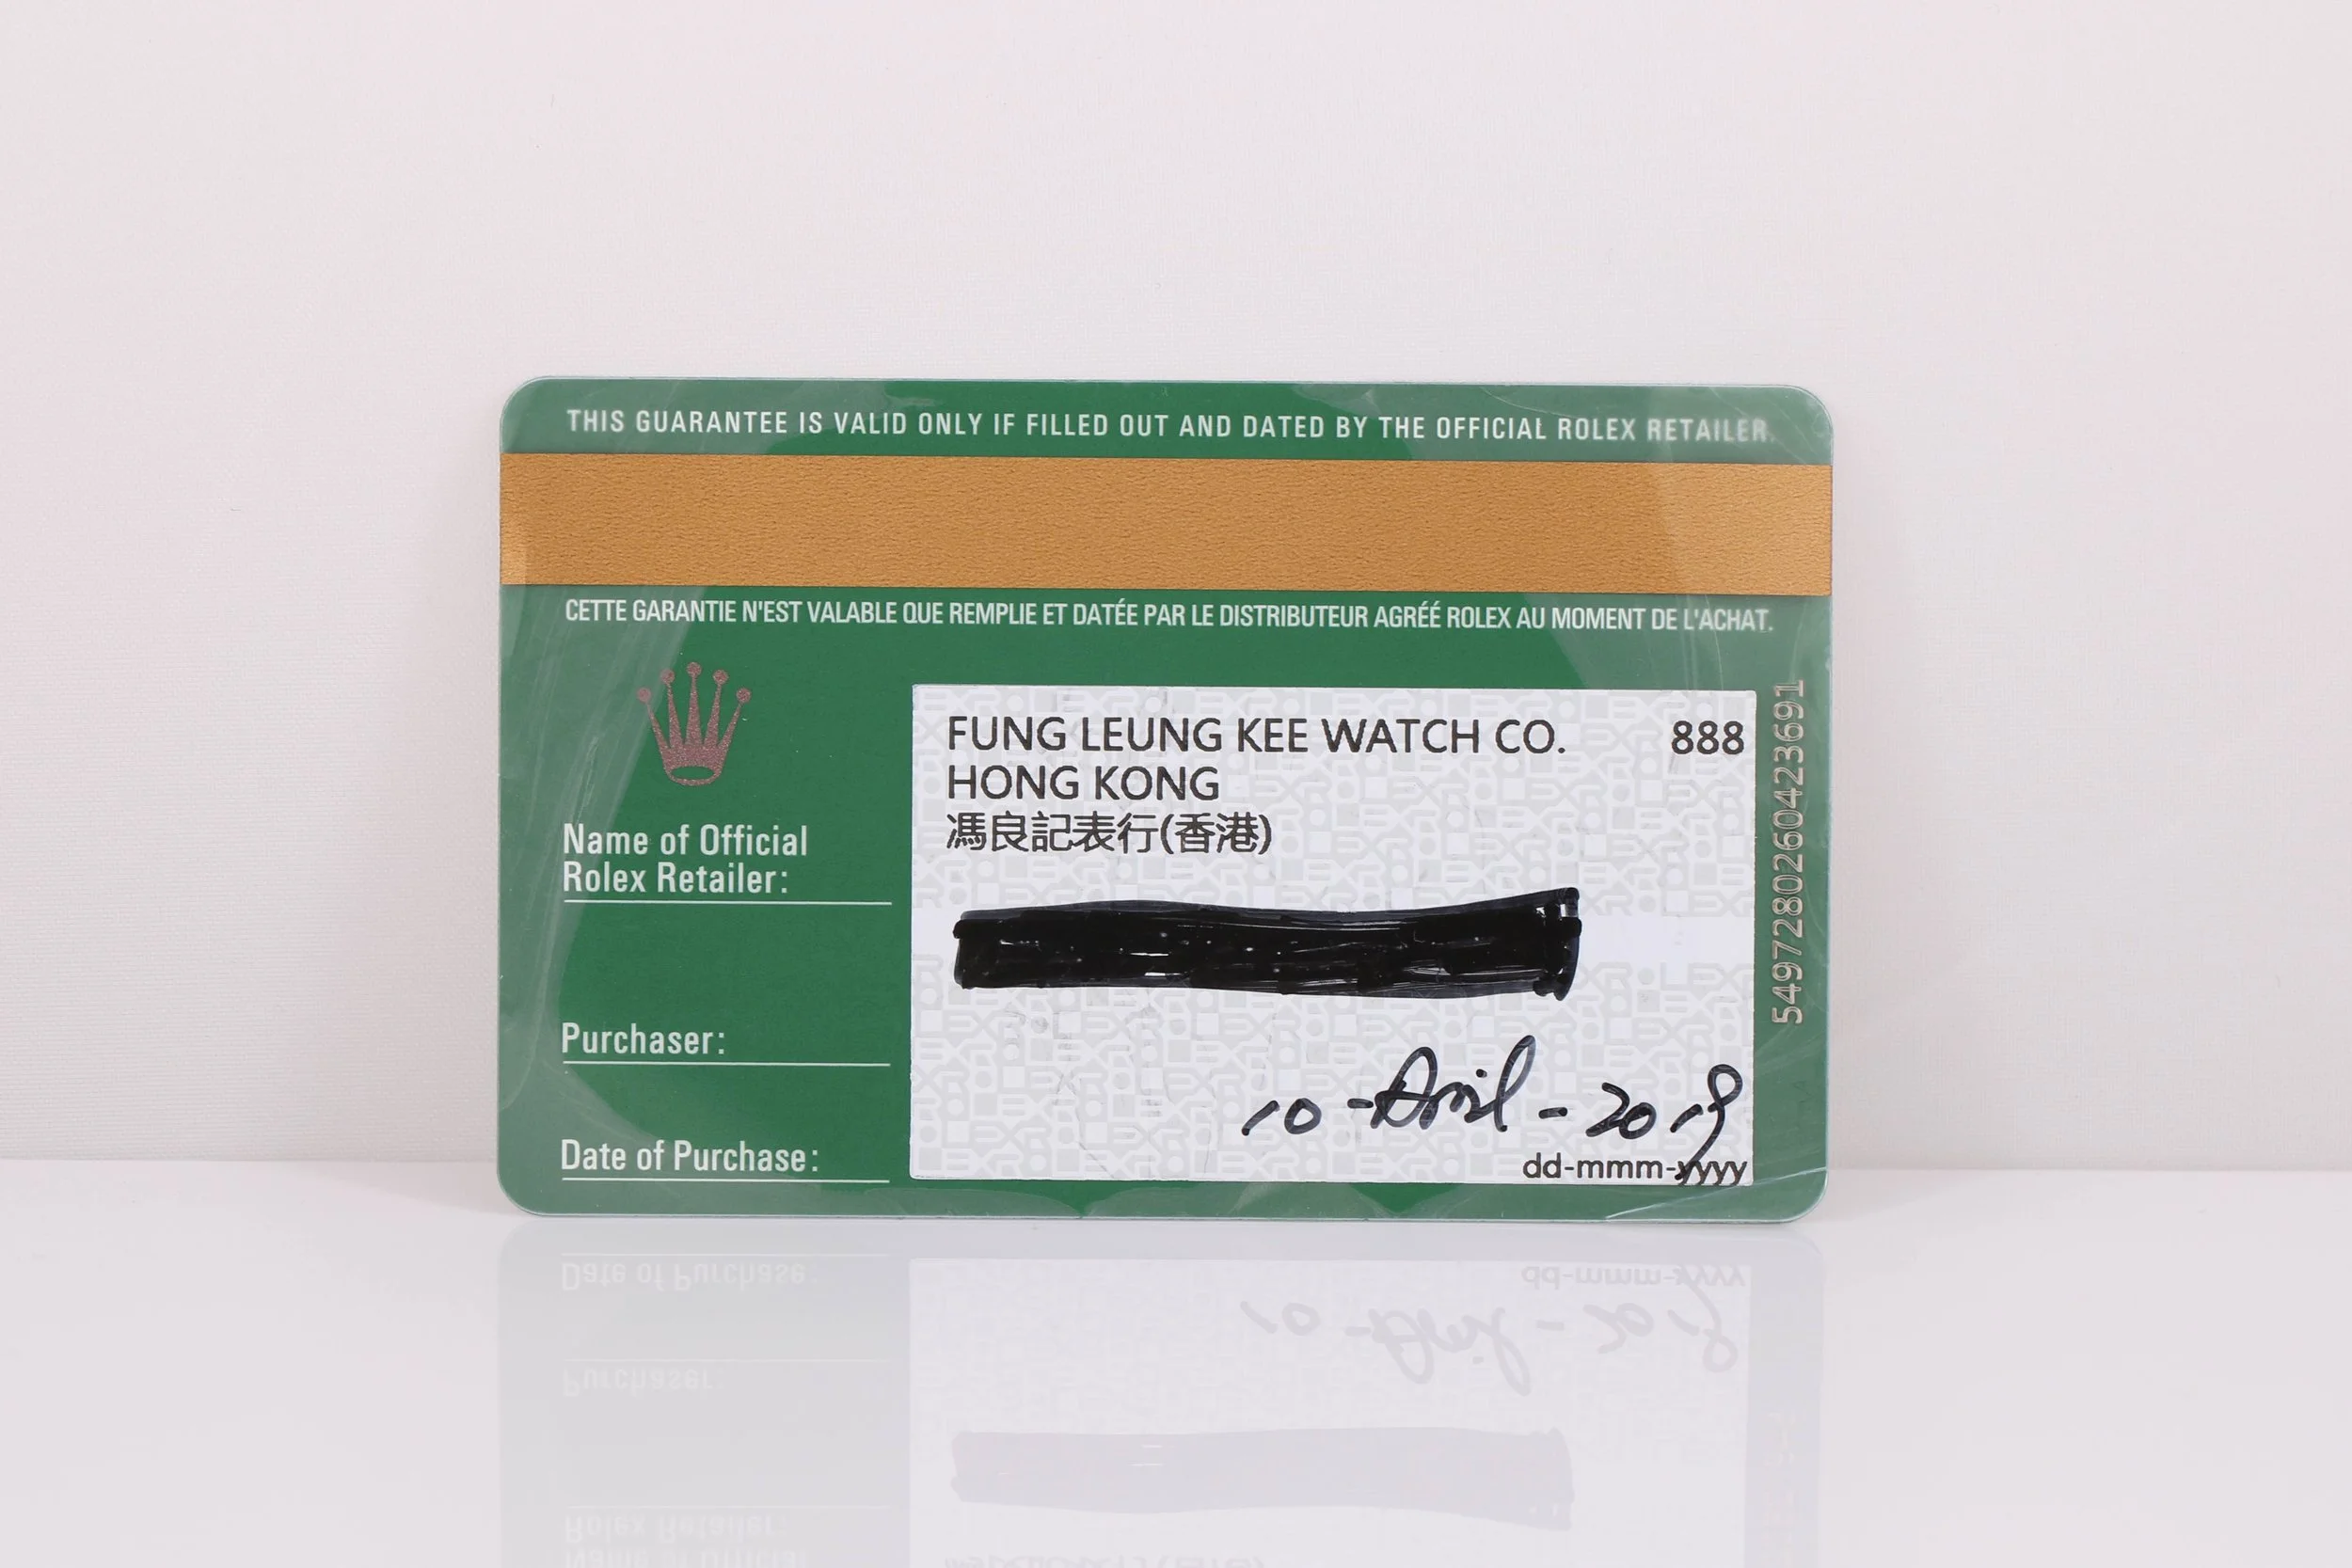 THIS GUARANTEE IS VALID ONLY IF FILLED OUT AND DATED BY THE OFFICIAL ROLEX RETAILER.
CETTE GARANTIE N'EST VALABLE QUE REMPLIE ET DATÉE PAR LE DISTRIBUTEUR AGRÉÉ ROLEX AU MOMENT DE L'ACHAT.
FUNG LEUNG KEE WATCH CO. 888
HONG KONG
馮良記表行(香港)
Name of Official
Rolex Retailer:
Purchaser:
10-April-2019
Date of Purchase:
dd-mmm-yyyy
5497280260423691